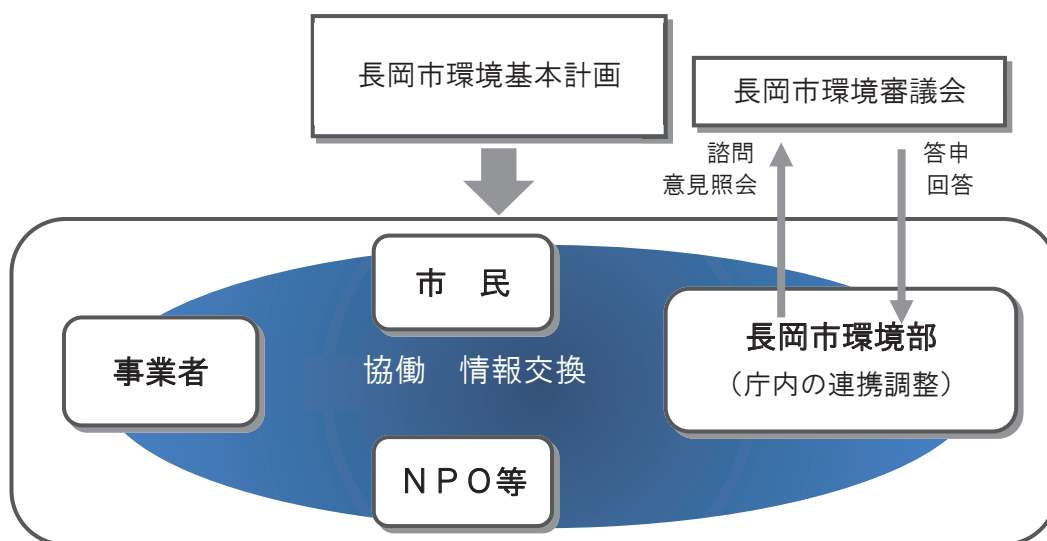 長岡市環境基本計画
長岡市環境審議会
諮問
意見照会
答申
回答
市　民
事業者
協働　情報交換
長岡市環境部
（庁内の連携調整）
ＮＰＯ等